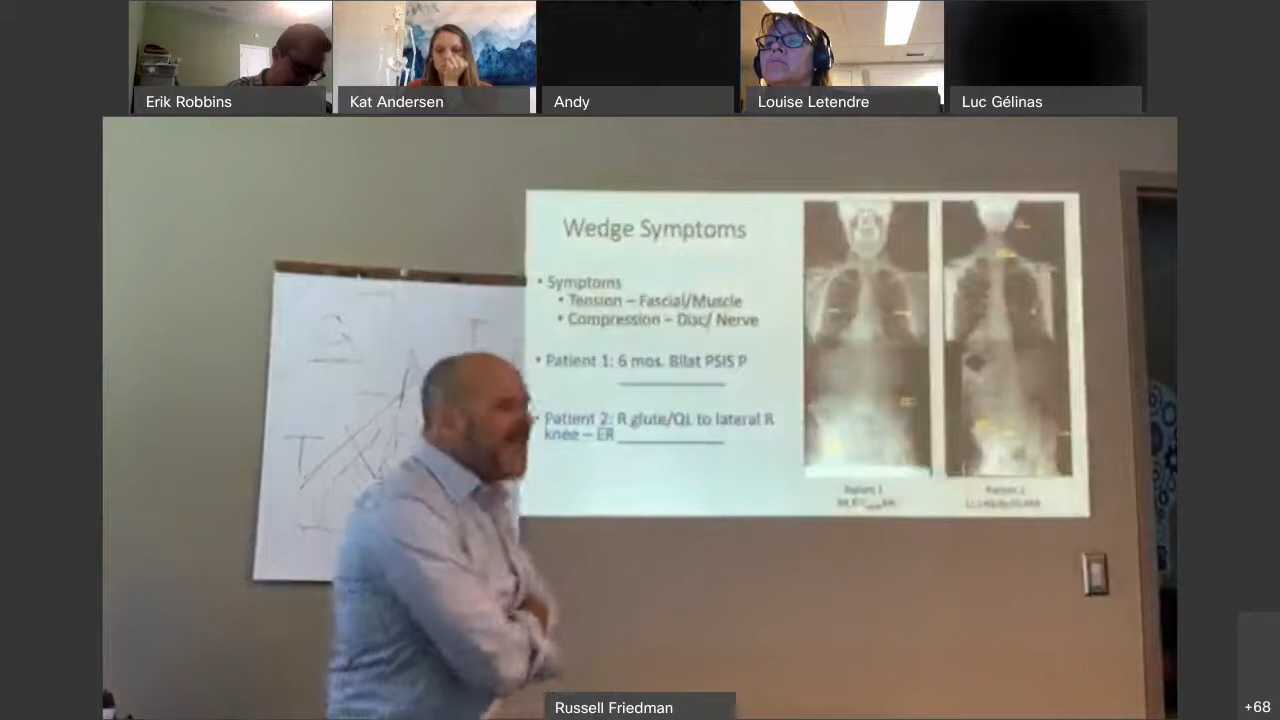 Erik Robbins
Kat Andersen
Andy
Louise Letendre
Luc Gélinas
Wedge Symptoms
• Symptoms
• Tension – Fascial/Muscle
• Compression – Disc/ Nerve
• Patient 1: 6 mos. Bilat PSIS P
• Patient 2: R glute/QL to lateral R
knee – ER
Patient 1
Patient 2
Russell Friedman
+68